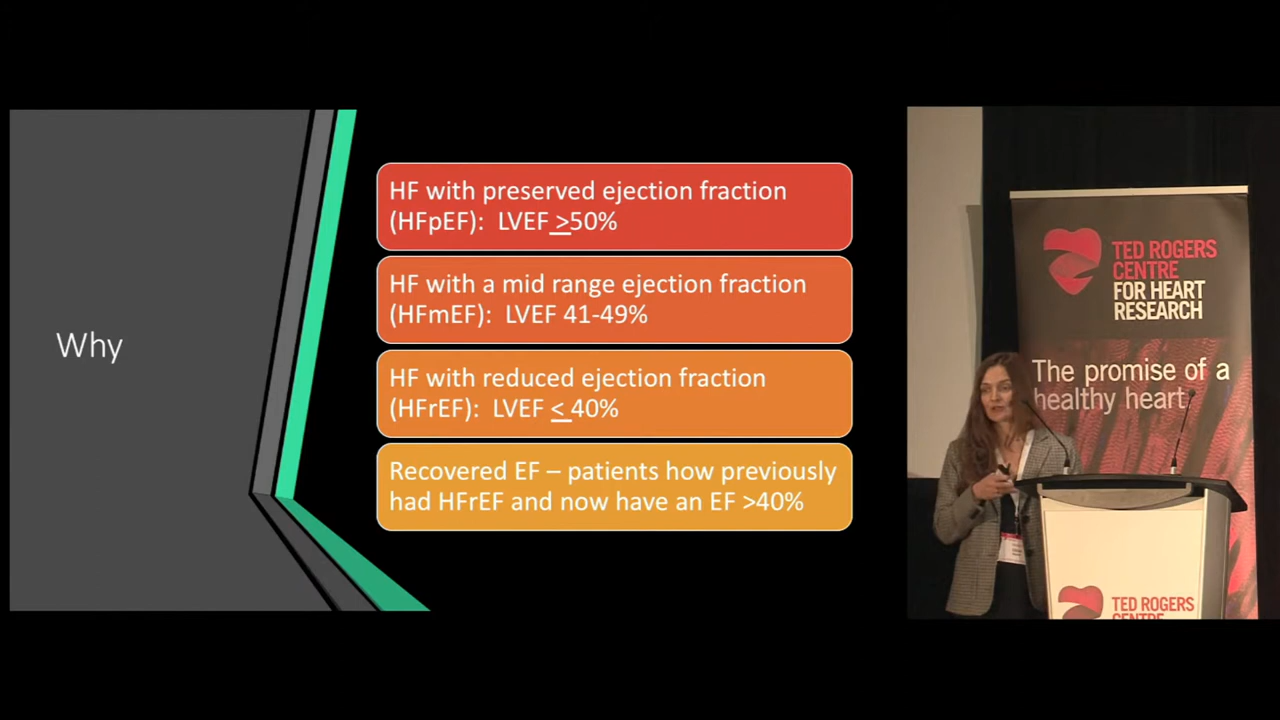 Why
HF with preserved ejection fraction
(HFpEF): LVEF >50%
HF with a mid range ejection fraction
(HFmEF): LVEF 41-49%
HF with reduced ejection fraction
(HFrEF): LVEF < 40%
Recovered EF – patients how previously
had HFrEF and now have an EF >40%
TED ROGERS
CENTRE
FOR HEART
RESEARCH
The promise of a
healthy heart
TED ROGERS
CENTRE